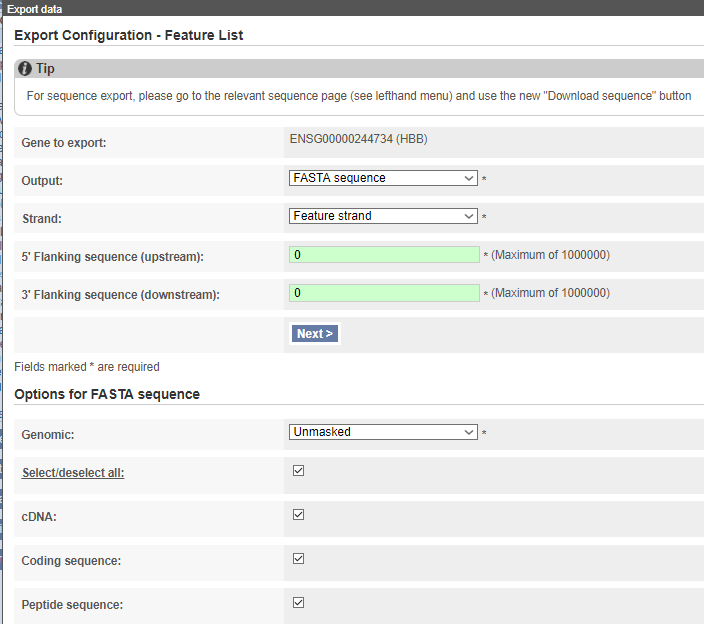 Export data
Export Configuration - Feature List
Tip
For sequence export, please go to the relevant sequence page (see lefthand menu) and use the new "Download sequence" button
Gene to export: ENSG00000244734 (HBB)
Output: FASTA sequence *
Strand: Feature strand *
5' Flanking sequence (upstream): 0 * (Maximum of 1000000)
3' Flanking sequence (downstream): 0 * (Maximum of 1000000)
Next >
Fields marked * are required
Options for FASTA sequence
Genomic: Unmasked *
Select/deselect all:
cDNA:
Coding sequence:
Peptide sequence: